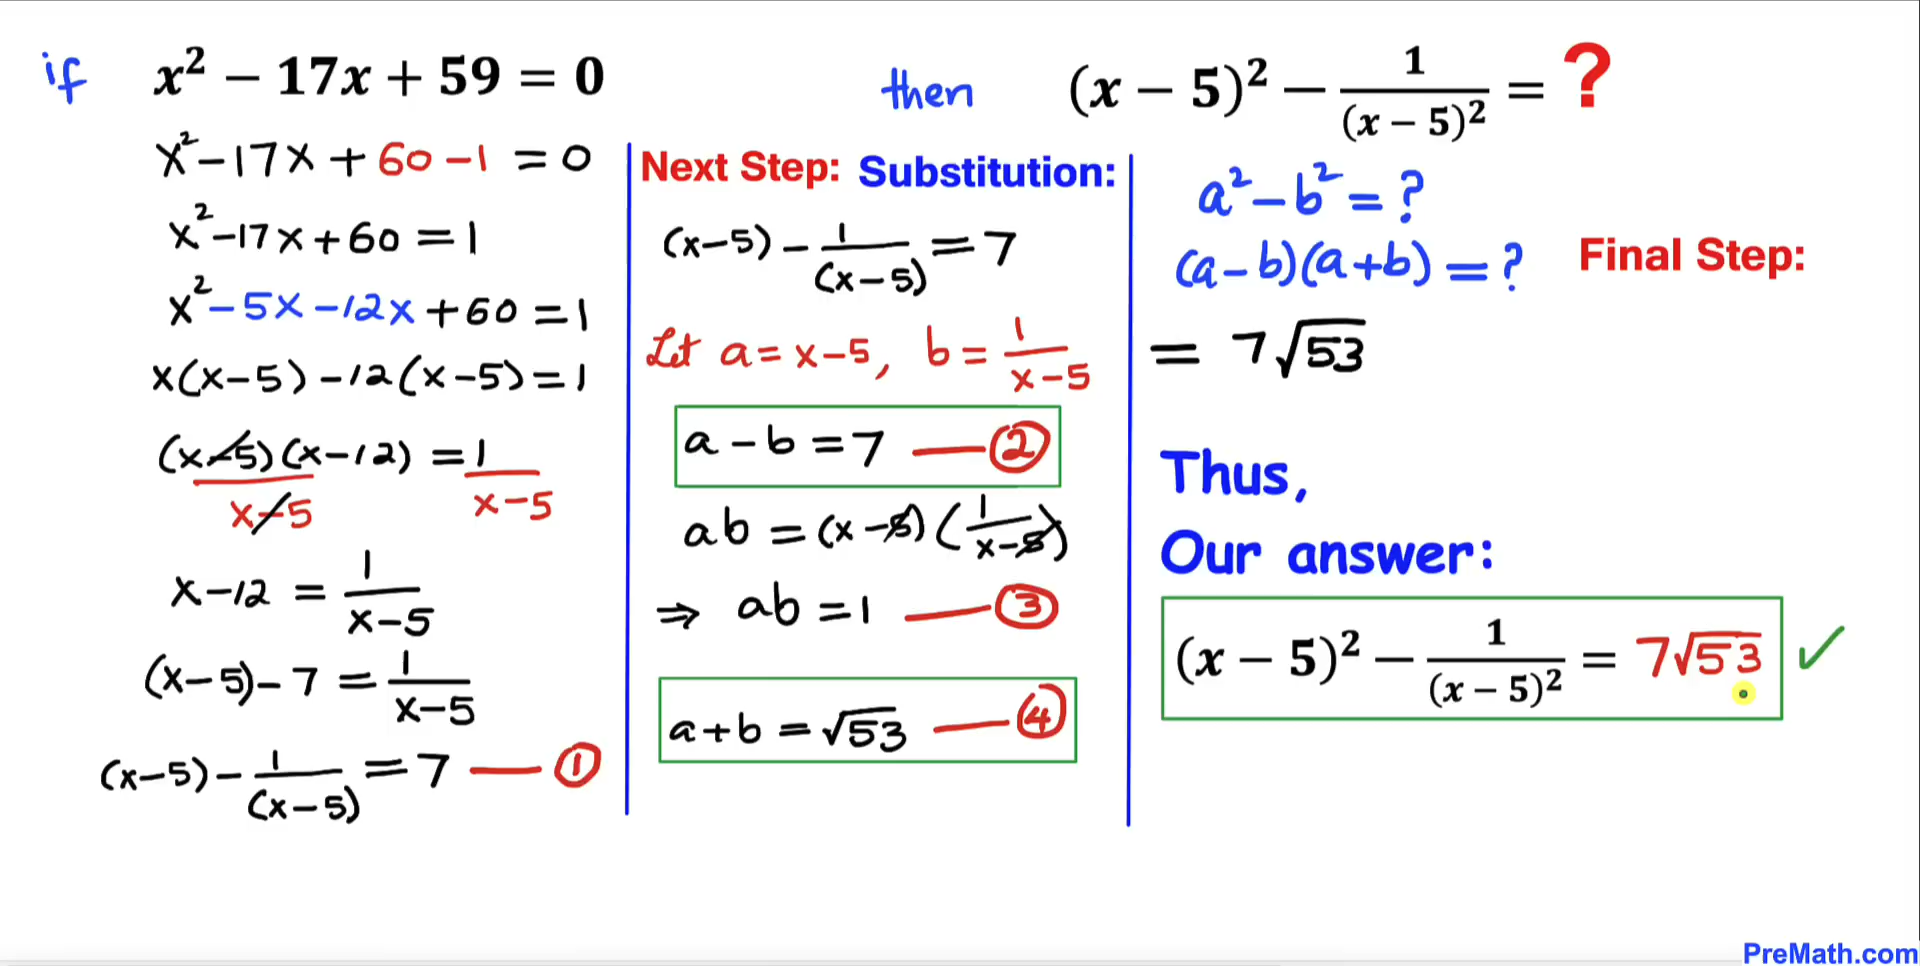 if x² − 17x + 59 = 0 then (x − 5)² − 1/(x − 5)² = ?
x² − 17x + 60 − 1 = 0
x² − 17x + 60 = 1
x² − 5x − 12x + 60 = 1
x(x − 5) − 12(x − 5) = 1
(x − 5)(x − 12)/(x − 5) = 1/(x − 5)
x − 12 = 1/(x − 5)
(x − 5) − 7 = 1/(x − 5)
(x − 5) − 1/(x − 5) = 7 — ①
Next Step: Substitution:
(x − 5) − 1/(x − 5) = 7
Let a = x − 5, b = 1/(x − 5)
a − b = 7 — ②
ab = (x − 5)(1/(x − 5))
⇒ ab = 1 — ③
a + b = √53 — ④
a² − b² = ?
(a − b)(a + b) = ?
Final Step:
= 7√53
Thus,
Our answer:
(x − 5)² − 1/(x − 5)² = 7√53 ✓
PreMath.com